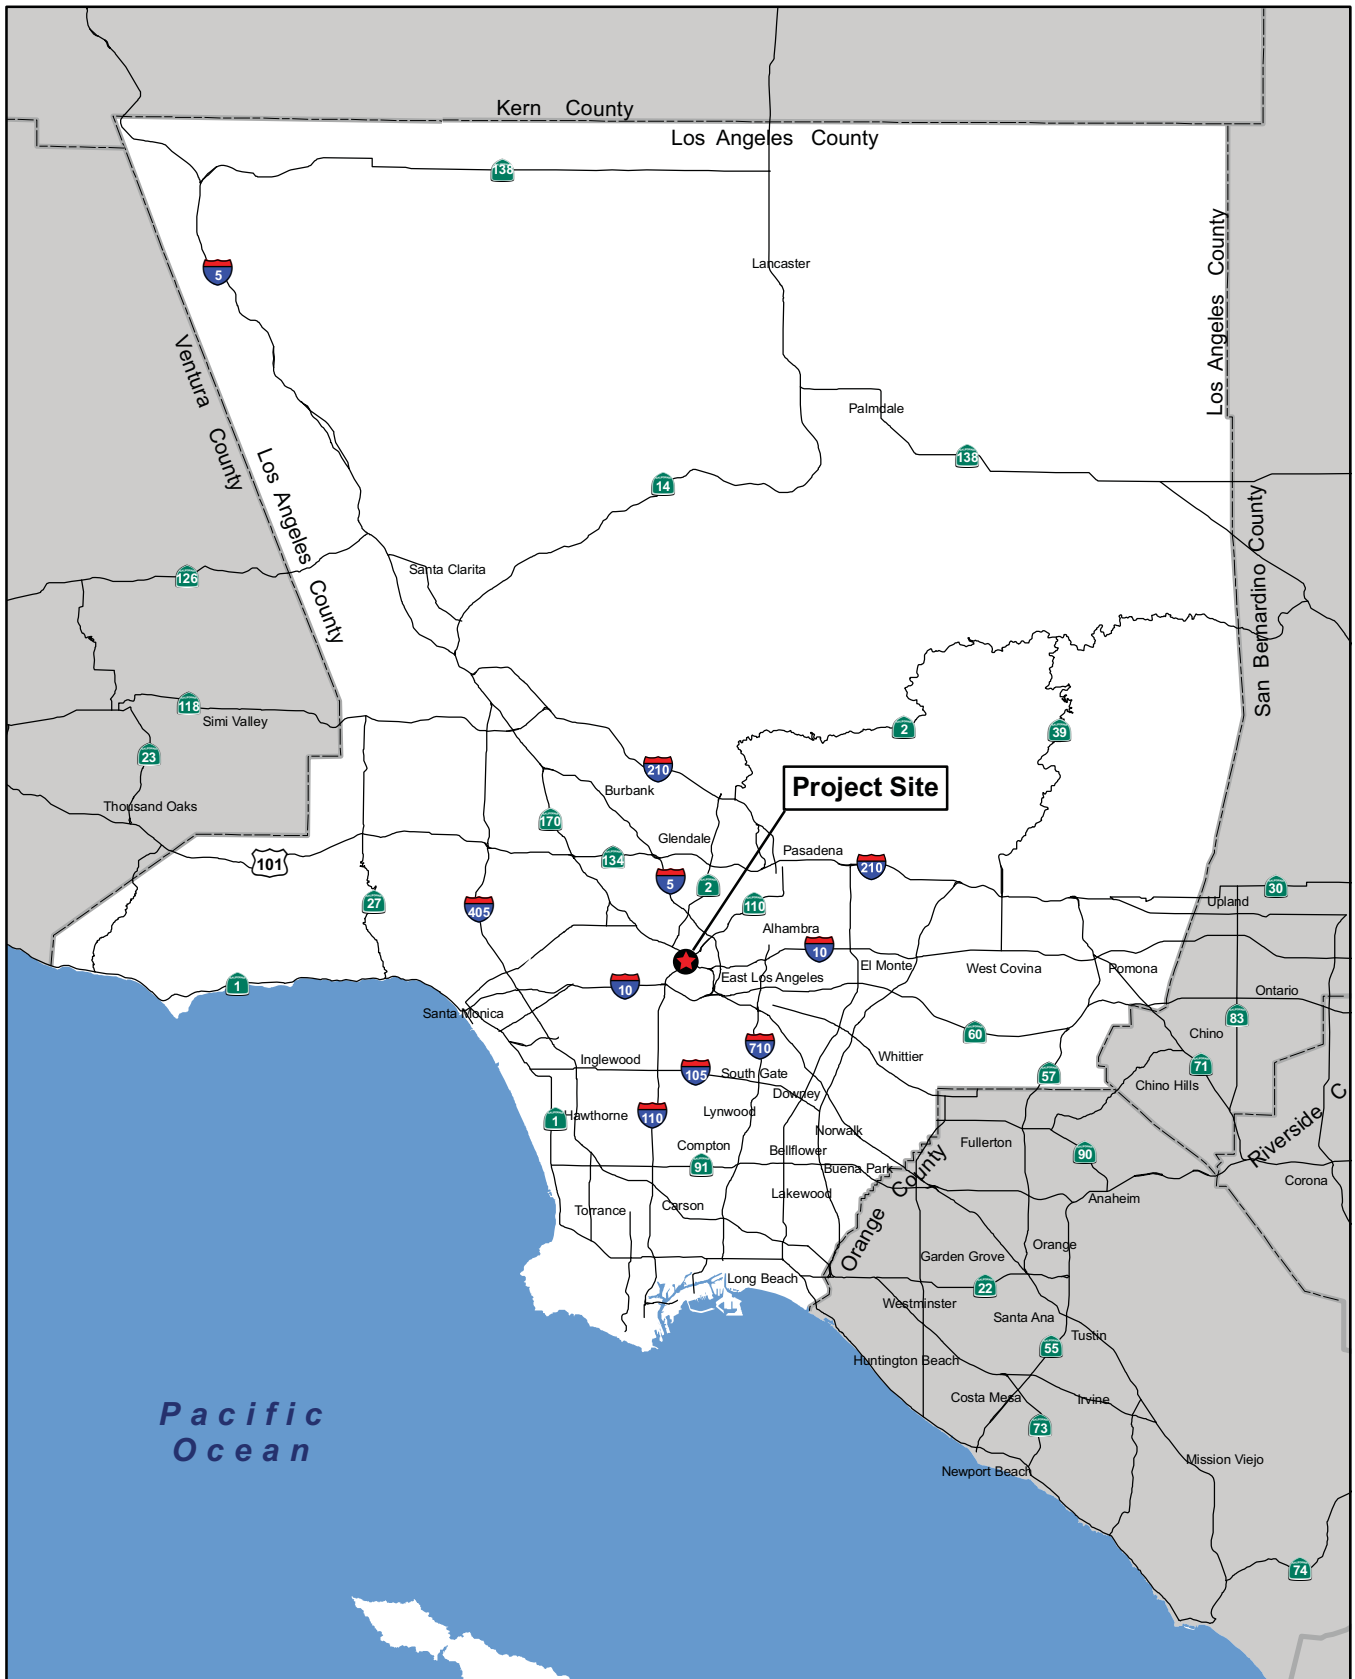 Kern County
Los Angeles County
138
Los Angeles County
5
Lancaster
Ventura County
Palmdale
138
14
Los Angeles County
San Bernardino County
Santa Clarita
126
118
Simi Valley
2
39
23
210
Project Site
Burbank
Thousand Oaks
170
Glendale
134
Pasadena
101
210
5
2
30
27
405
110
Upland
Alhambra
10
El Monte
West Covina
Pomona
East Los Angeles
1
10
Ontario
Santa Monica
83
60
Chino
710
Inglewood
Whittier
105
South Gate
71
57
Chino Hills
Downey
1
Hawthorne
110
Lynwood
Riverside C
Norwalk
Fullerton
Compton
Bellflower
90
91
Buena Park
Orange County
Corona
Lakewood
Anaheim
Torrance
Carson
Orange
Garden Grove
Long Beach
22
Westminster
Santa Ana
Tustin
55
Huntington Beach
Costa Mesa
Irvine
Pacific
Ocean
73
Mission Viejo
Newport Beach
74